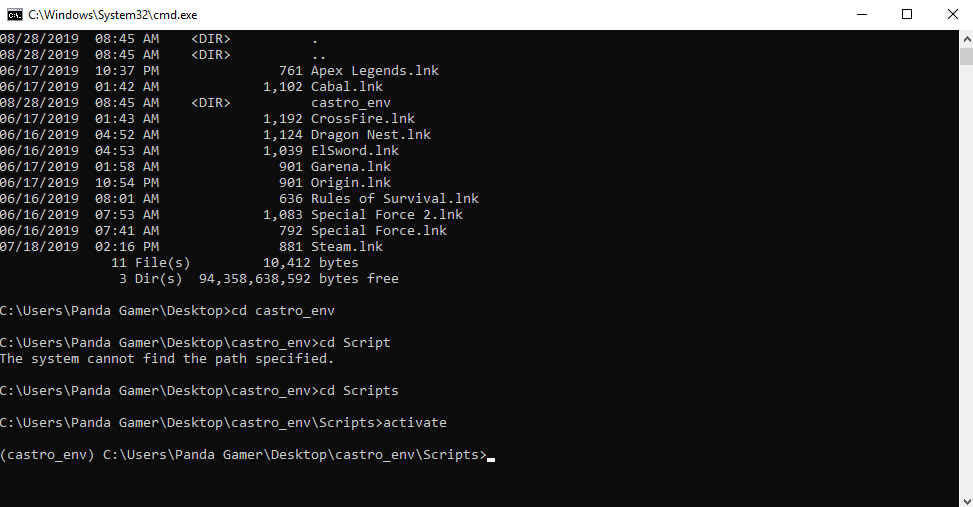 C:\Windows\System32\cmd.exe
08/28/2019  08:45 AM    <DIR>          .
08/28/2019  08:45 AM    <DIR>          ..
06/17/2019  10:37 PM               761 Apex Legends.lnk
06/17/2019  01:42 AM             1,102 Cabal.lnk
08/28/2019  08:45 AM    <DIR>          castro_env
06/17/2019  01:43 AM             1,192 CrossFire.lnk
06/16/2019  04:52 AM             1,124 Dragon Nest.lnk
06/16/2019  04:53 AM             1,039 ElSword.lnk
06/17/2019  01:58 AM               901 Garena.lnk
06/17/2019  10:54 PM               901 Origin.lnk
06/16/2019  08:01 AM               636 Rules of Survival.lnk
06/16/2019  07:53 AM             1,083 Special Force 2.lnk
06/16/2019  07:41 AM               792 Special Force.lnk
07/18/2019  02:16 PM               881 Steam.lnk
              11 File(s)         10,412 bytes
               3 Dir(s)  94,358,638,592 bytes free
C:\Users\Panda Gamer\Desktop>cd castro_env
C:\Users\Panda Gamer\Desktop\castro_env>cd Script
The system cannot find the path specified.
C:\Users\Panda Gamer\Desktop\castro_env>cd Scripts
C:\Users\Panda Gamer\Desktop\castro_env\Scripts>activate
(castro_env) C:\Users\Panda Gamer\Desktop\castro_env\Scripts>